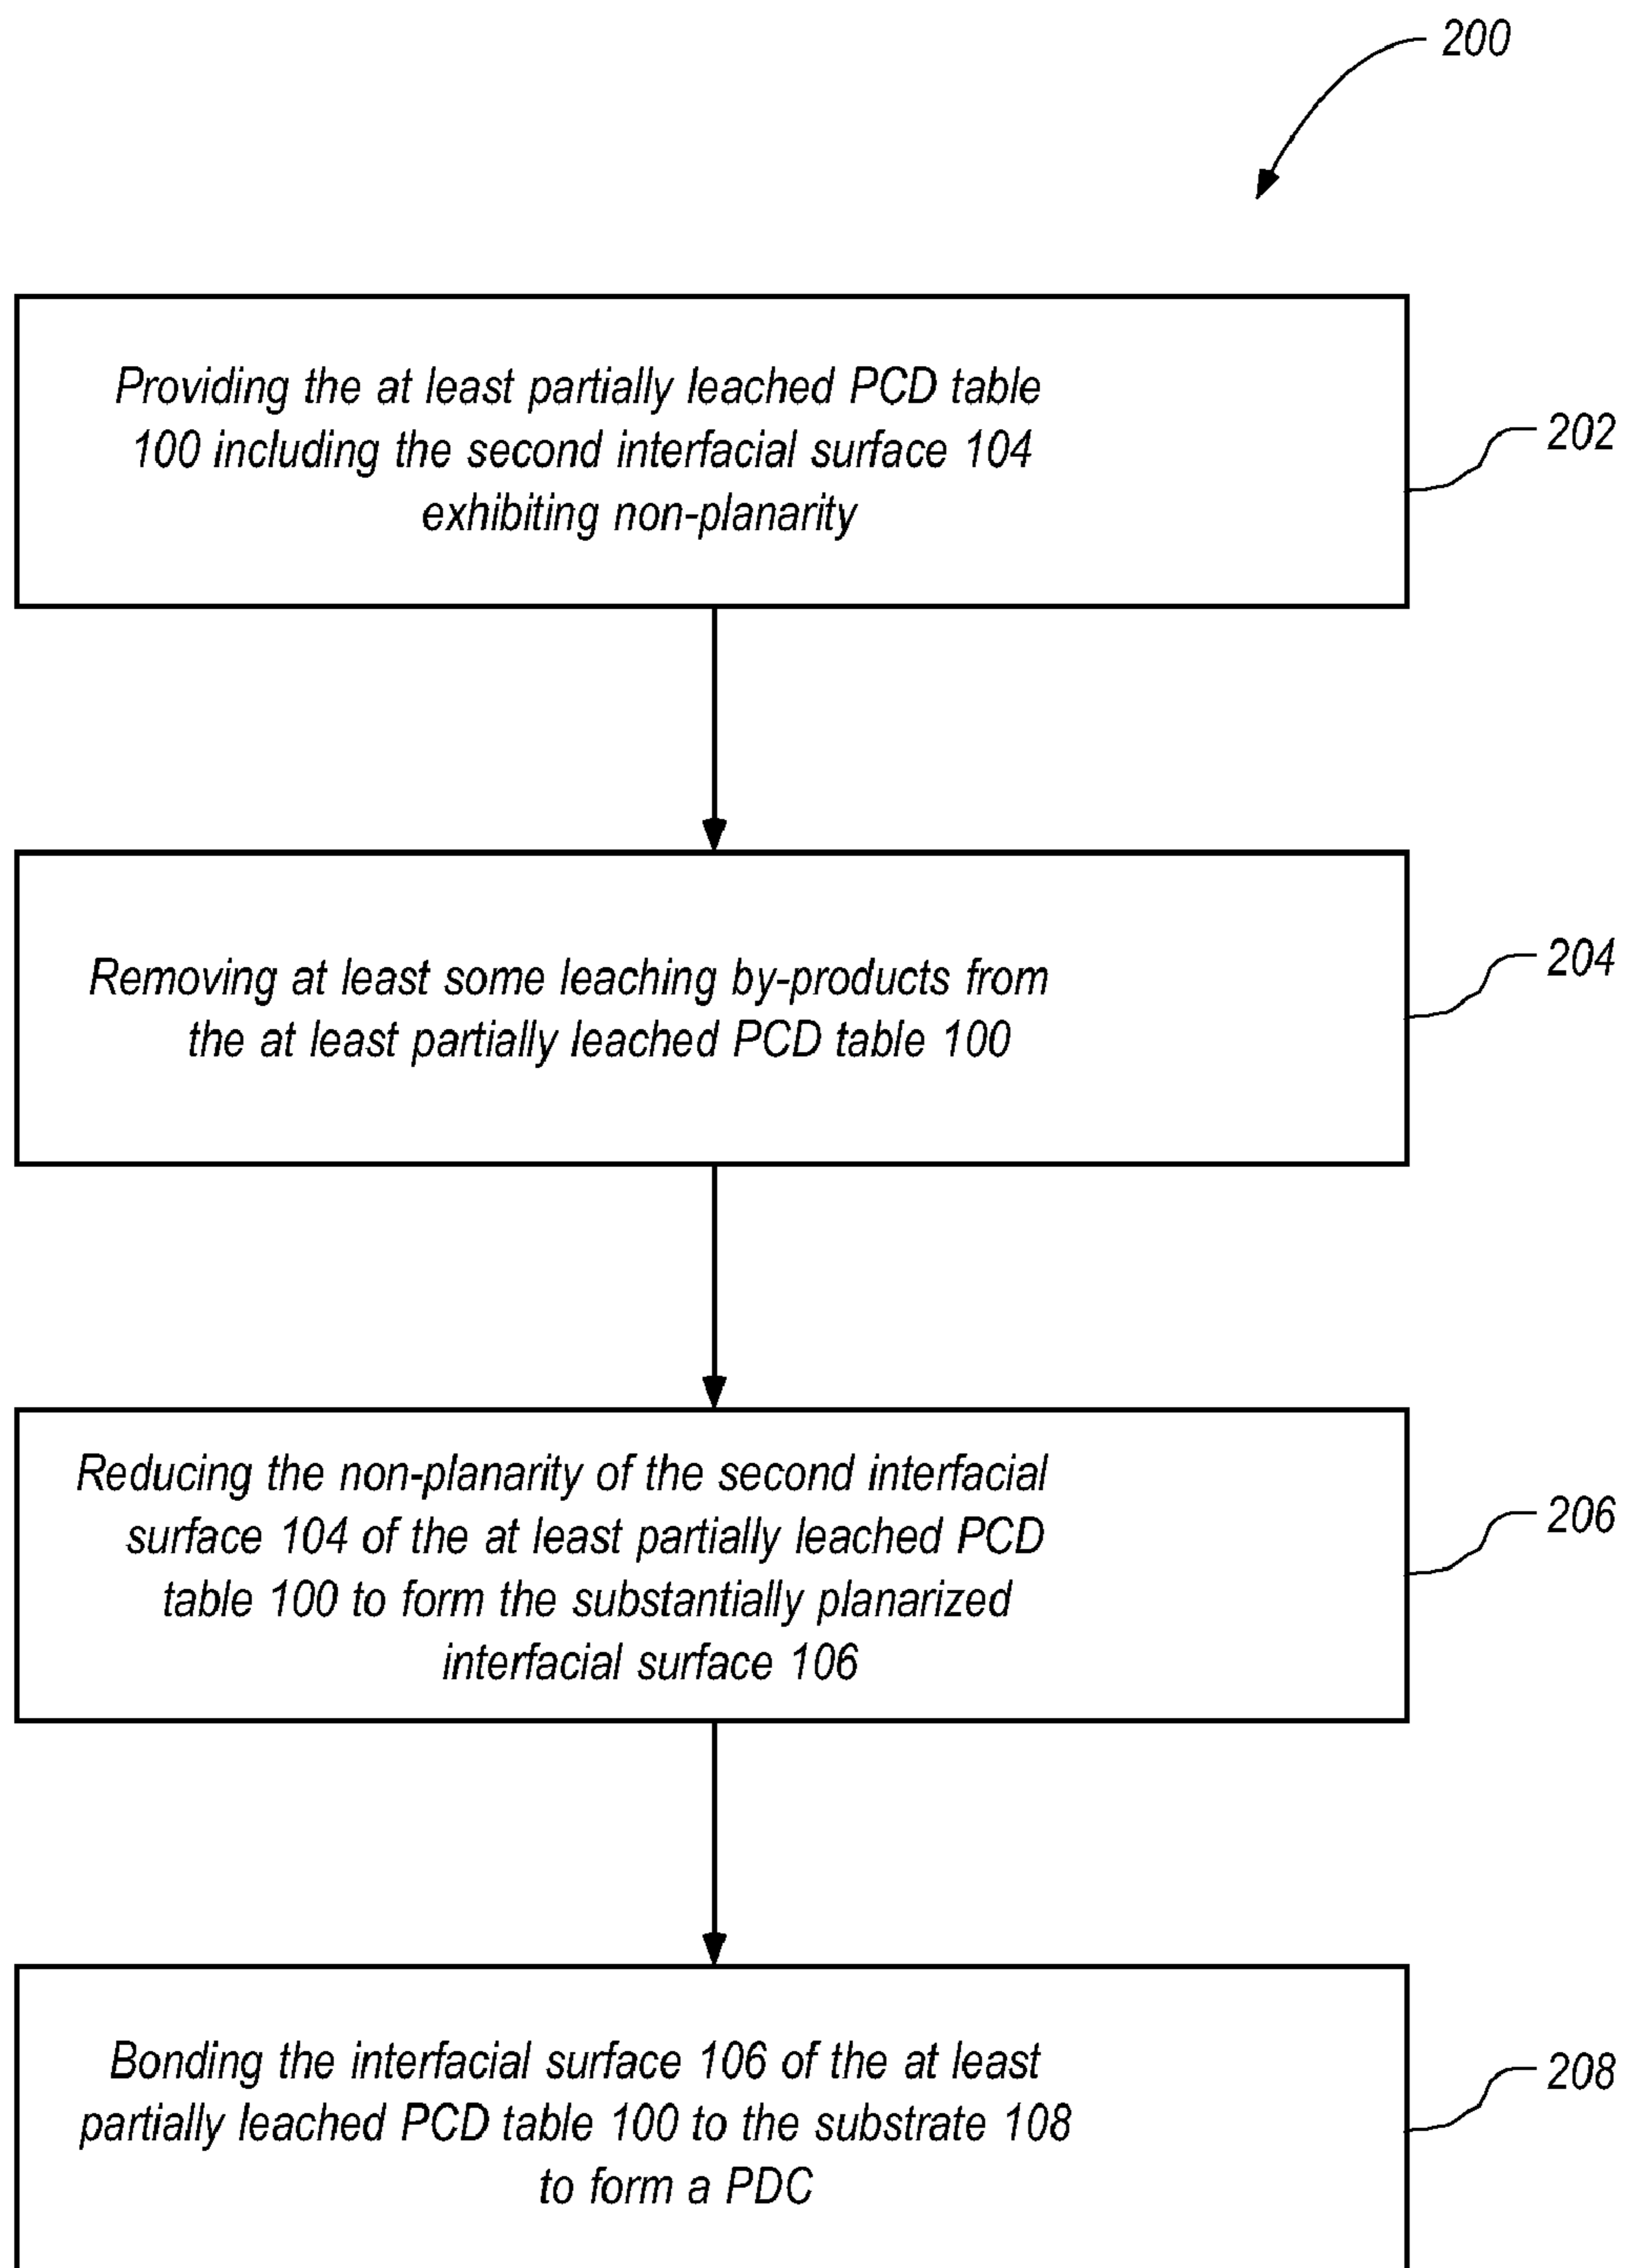 200
Providing the at least partially leached PCD table
100 including the second interfacial surface 104
exhibiting non-planarity
202
Removing at least some leaching by-products from
the at least partially leached PCD table 100
204
Reducing the non-planarity of the second interfacial
surface 104 of the at least partially leached PCD
table 100 to form the substantially planarized
interfacial surface 106
206
Bonding the interfacial surface 106 of the at least
partially leached PCD table 100 to the substrate 108
to form a PDC
208